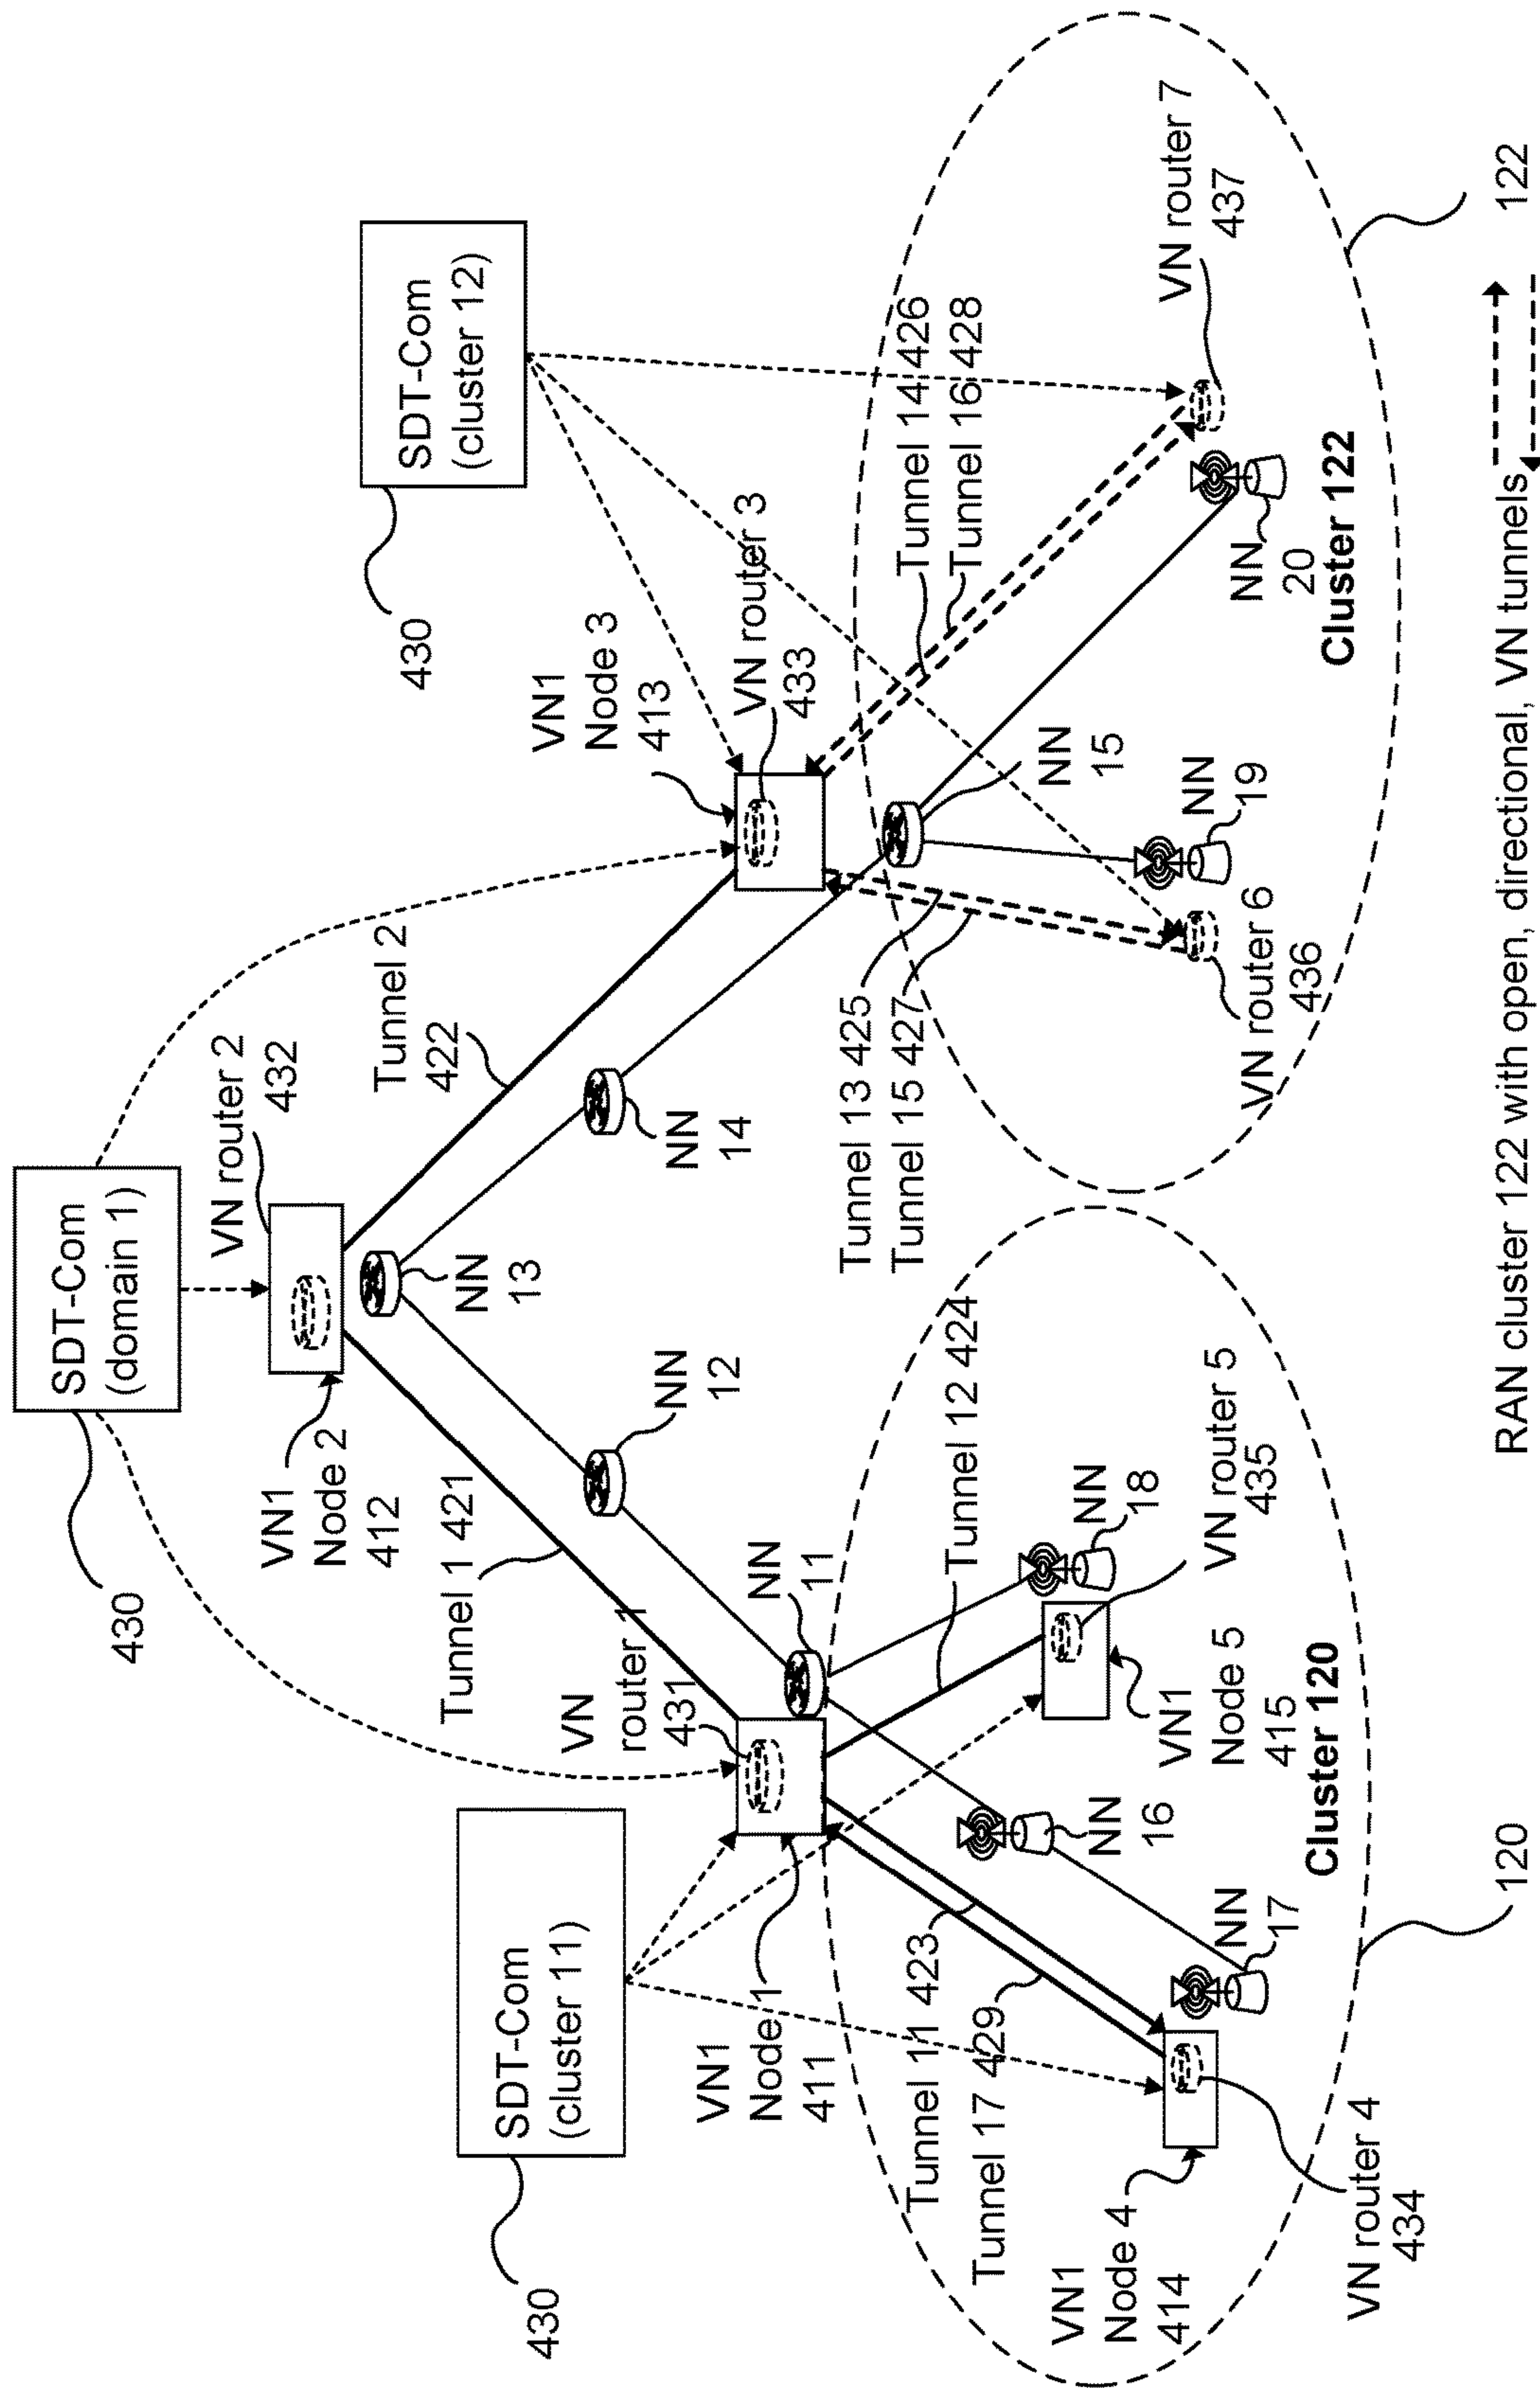 SDT-Com
(domain 1)
430
VN router 2
432
VN1
Node 2
412
SDT-Com
(cluster 12)
430
Tunnel 2
422
NN
13
Tunnel 1 421
VN1
Node 3
413
VN router 3
433
SDT-Com
(cluster 11)
430
NN
12
NN
14
VN
router 1
431
NN
11
VN1
Node 1
411
Tunnel 13 425
Tunnel 15 427
NN
15
Tunnel 14 426
Tunnel 16 428
Tunnel 11 423
Tunnel 17 429
Tunnel 12 424
VN router 7
437
VN1
Node 4
414
NN
16
NN
18
NN
17
VN1
Node 5
415
VN router 5
435
VN router 6
436
NN
19
NN
20
Cluster 120
Cluster 122
VN router 4
434
120
122
RAN cluster 122 with open, directional, VN tunnels